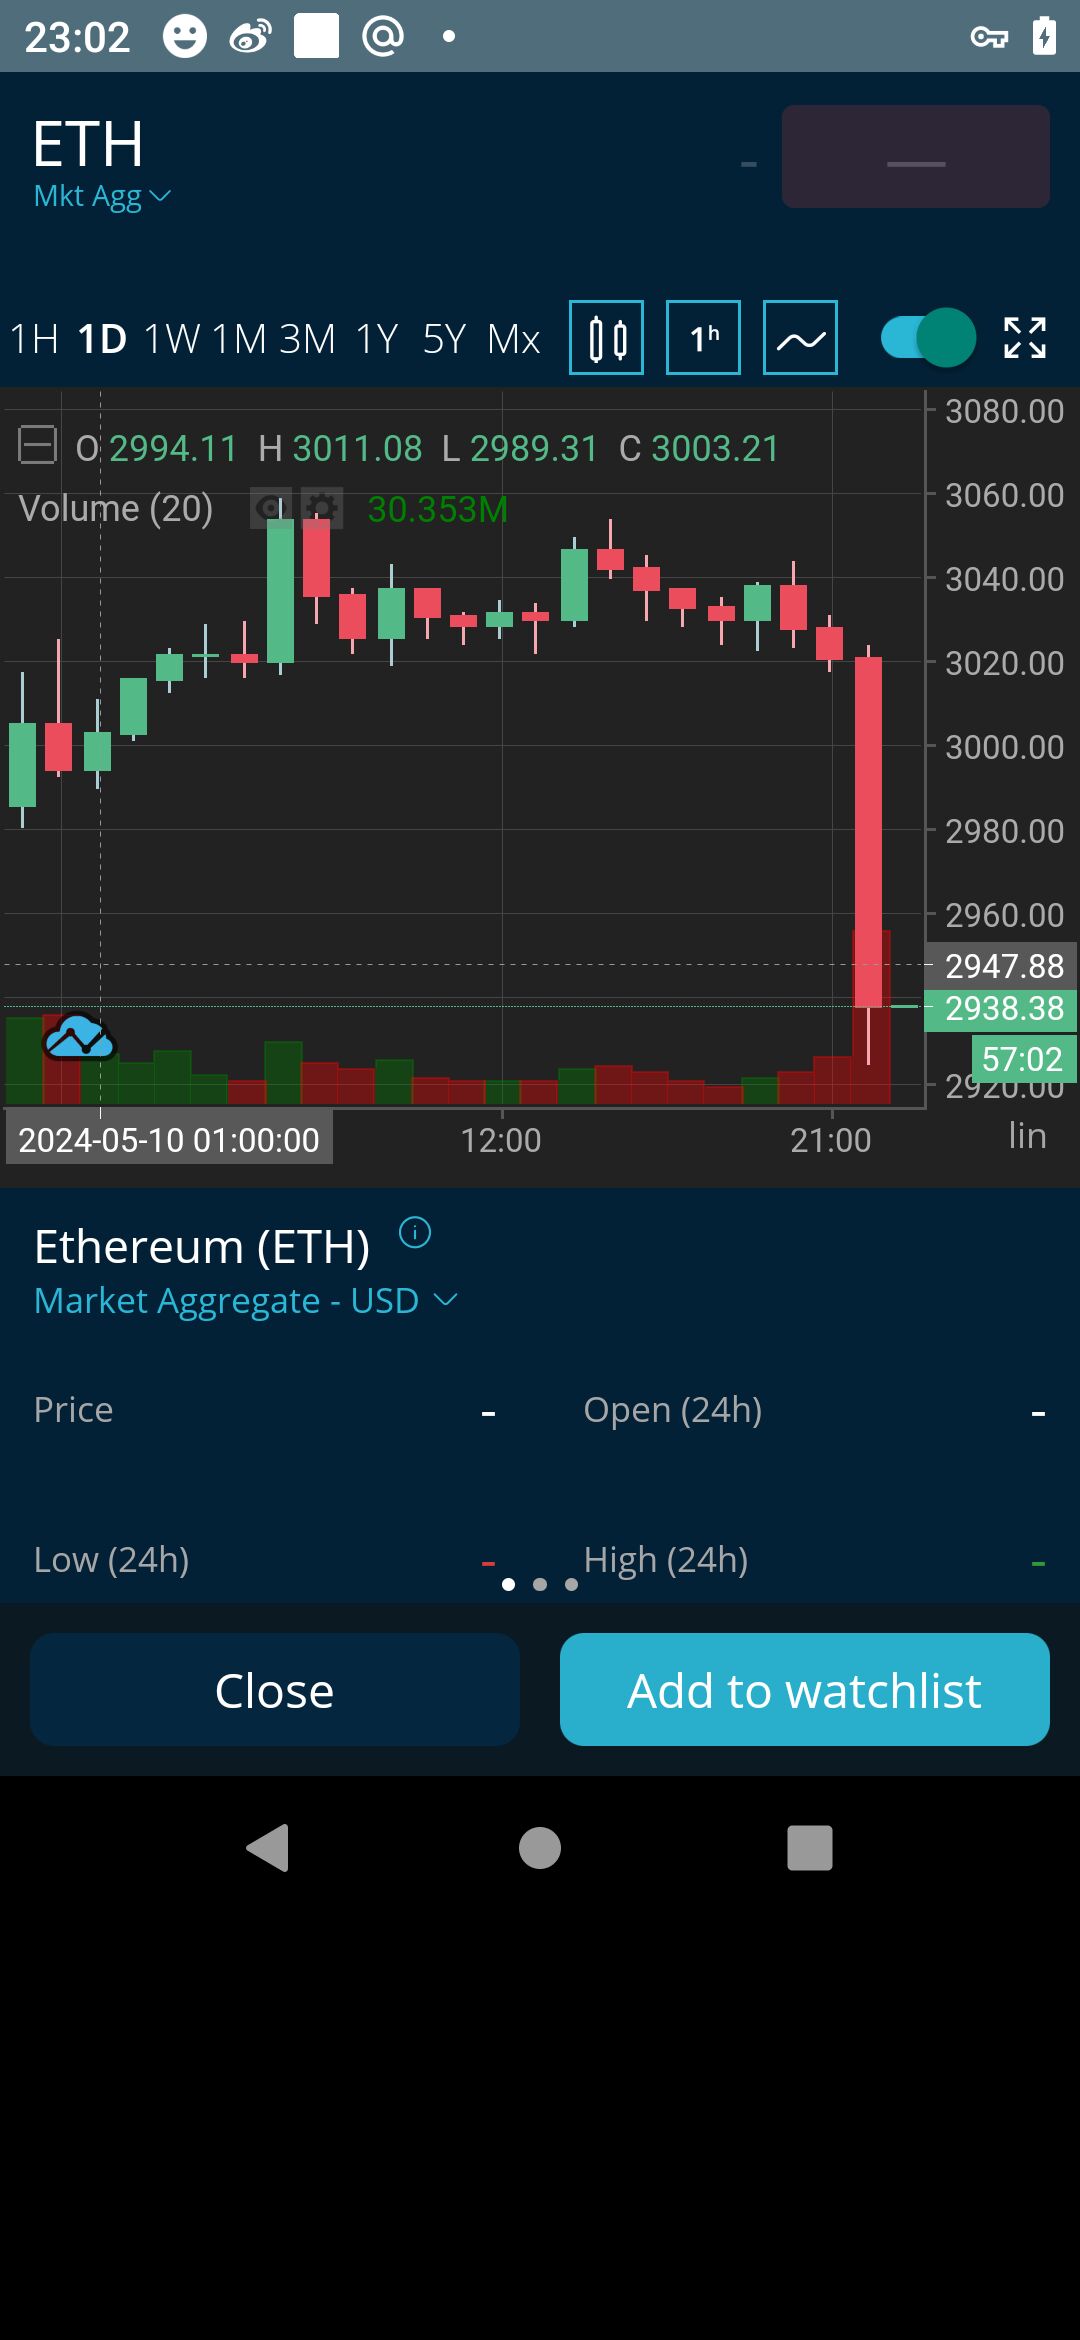 23:02
ETH
Mkt Agg
-
—
1H 1D 1W 1M 3M 1Y 5Y Mx 1h
3080.00
O 2994.11 H 3011.08 L 2989.31 C 3003.21
3060.00
Volume (20) 30.353M
3040.00
3020.00
3000.00
2980.00
2960.00
2947.88
2938.38
57:02
2920.00
2024-05-10 01:00:00 12:00 21:00 lin
Ethereum (ETH)
Market Aggregate - USD
Price - Open (24h) -
Low (24h) - High (24h) -
Close Add to watchlist